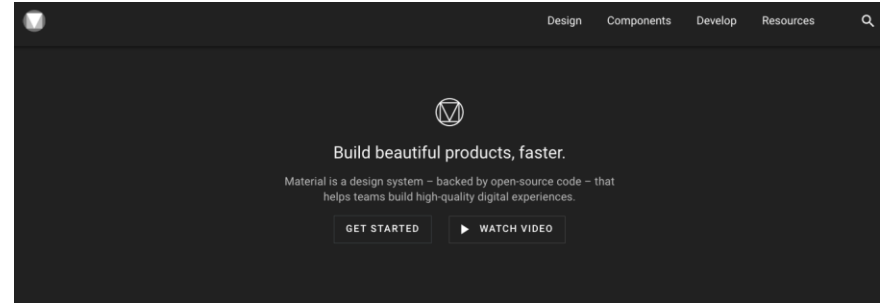 Design Components Develop Resources
Build beautiful products, faster.
Material is a design system – backed by open-source code – that
helps teams build high-quality digital experiences.
GET STARTED WATCH VIDEO